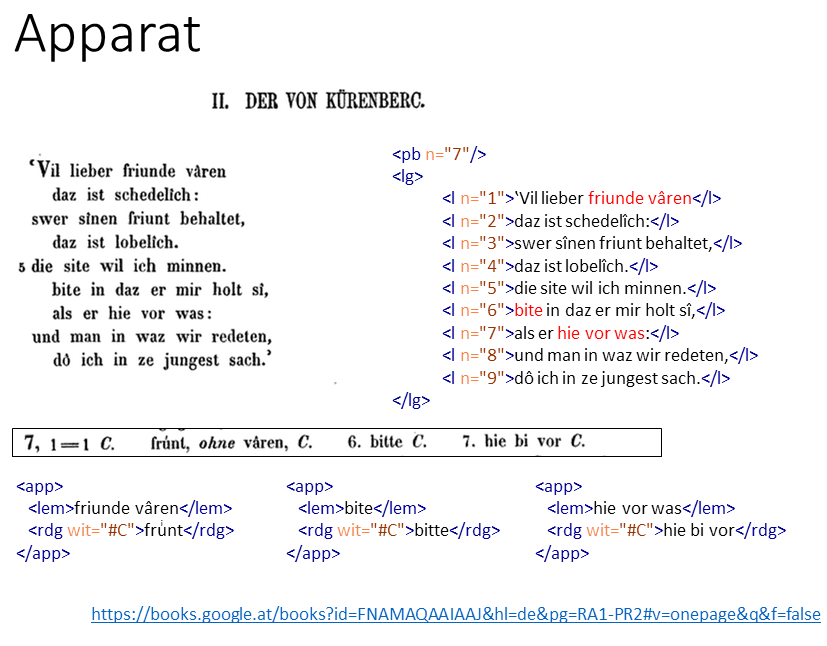 Apparat
II. DER VON KÜRENBERC.
‘Vil lieber friunde vâren
daz ist schedelîch:
swer sînen friunt behaltet,
daz ist lobelîch.
5 die site wil ich minnen.
bite in daz er mir holt sî,
als er hie vor was:
und man in waz wir redeten,
dô ich in ze jungest sach.’
<pb n="7"/>
<lg>
<l n="1">‘Vil lieber friunde vâren</l>
<l n="2">daz ist schedelîch:</l>
<l n="3">swer sînen friunt behaltet,</l>
<l n="4">daz ist lobelîch.</l>
<l n="5">die site wil ich minnen.</l>
<l n="6">bite in daz er mir holt sî,</l>
<l n="7">als er hie vor was:</l>
<l n="8">und man in waz wir redeten,</l>
<l n="9">dô ich in ze jungest sach.</l>
</lg>
7, 1=1 C. fruͥnt, ohne vâren, C. 6. bitte C. 7. hie bi vor C.
<app>
<lem>friunde vâren</lem>
<rdg wit="#C">fruͥnt</rdg>
</app>
<app>
<lem>bite</lem>
<rdg wit="#C">bitte</rdg>
</app>
<app>
<lem>hie vor was</lem>
<rdg wit="#C">hie bi vor</rdg>
</app>
https://books.google.at/books?id=FNAMAQAAIAAJ&hl=de&pg=RA1-PR2#v=onepage&q&f=false